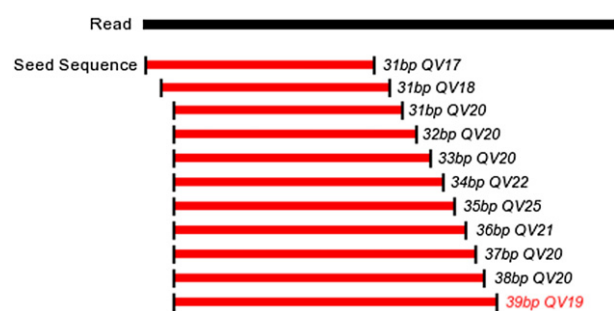 Read
Seed Sequence 31bp QV17
31bp QV18
31bp QV20
32bp QV20
33bp QV20
34bp QV22
35bp QV25
36bp QV21
37bp QV20
38bp QV20
39bp QV19